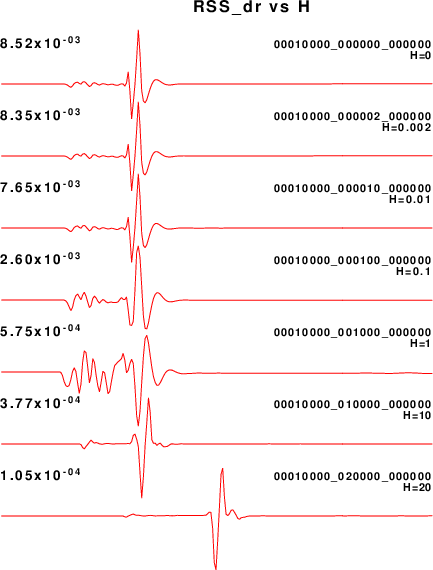 RSS_dr vs H
8.52x10-03 00010000_000000_000000
H=0
8.35x10-03 00010000_000002_000000
H=0.002
7.65x10-03 00010000_000010_000000
H=0.01
2.60x10-03 00010000_000100_000000
H=0.1
5.75x10-04 00010000_001000_000000
H=1
3.77x10-04 00010000_010000_000000
H=10
1.05x10-04 00010000_020000_000000
H=20